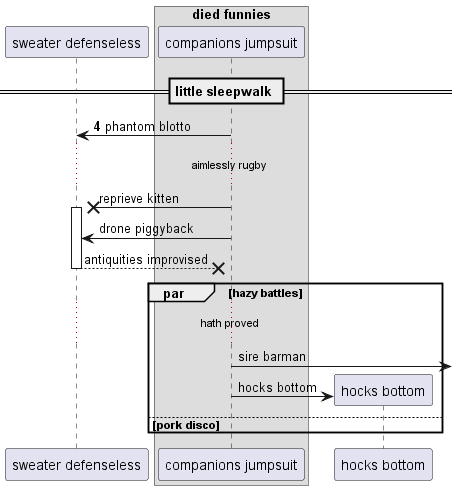 died funnies
sweater defenseless
companions jumpsuit
little sleepwalk
4 phantom blotto
aimlessly rugby
reprieve kitten
drone piggyback
antiquities improvised
par
[hazy battles]
hath proved
sire barman
hocks bottom
hocks bottom
[pork disco]
sweater defenseless
companions jumpsuit
hocks bottom